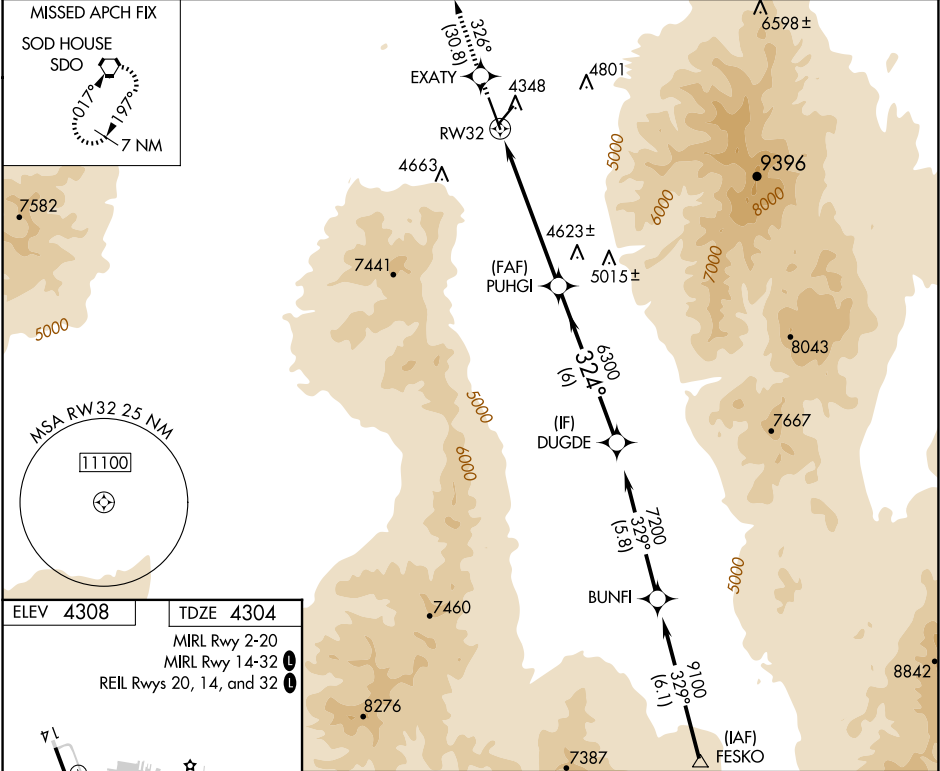 MISSED APCH FIX
SOD HOUSE
SDO
017°
197°
7 NM
326°
(30.8)
EXATY
4348
RW32
4801
6598±
4663
5000
9396
8000
6000
7000
7582
7441
4623±
5015±
(FAF)
PUHGI
5000
8043
6300
324°
(6)
7667
5000
6000
(IF)
DUGDE
MSA RW32 25 NM
11100
7200
329°
(5.8)
BUNFI
5000
7460
9100
329°
(6.1)
8842
8276
7387
(IAF)
FESKO
ELEV 4308
TDZE 4304
MIRL Rwy 2-20
MIRL Rwy 14-32 L
REIL Rwys 20, 14, and 32 L
14